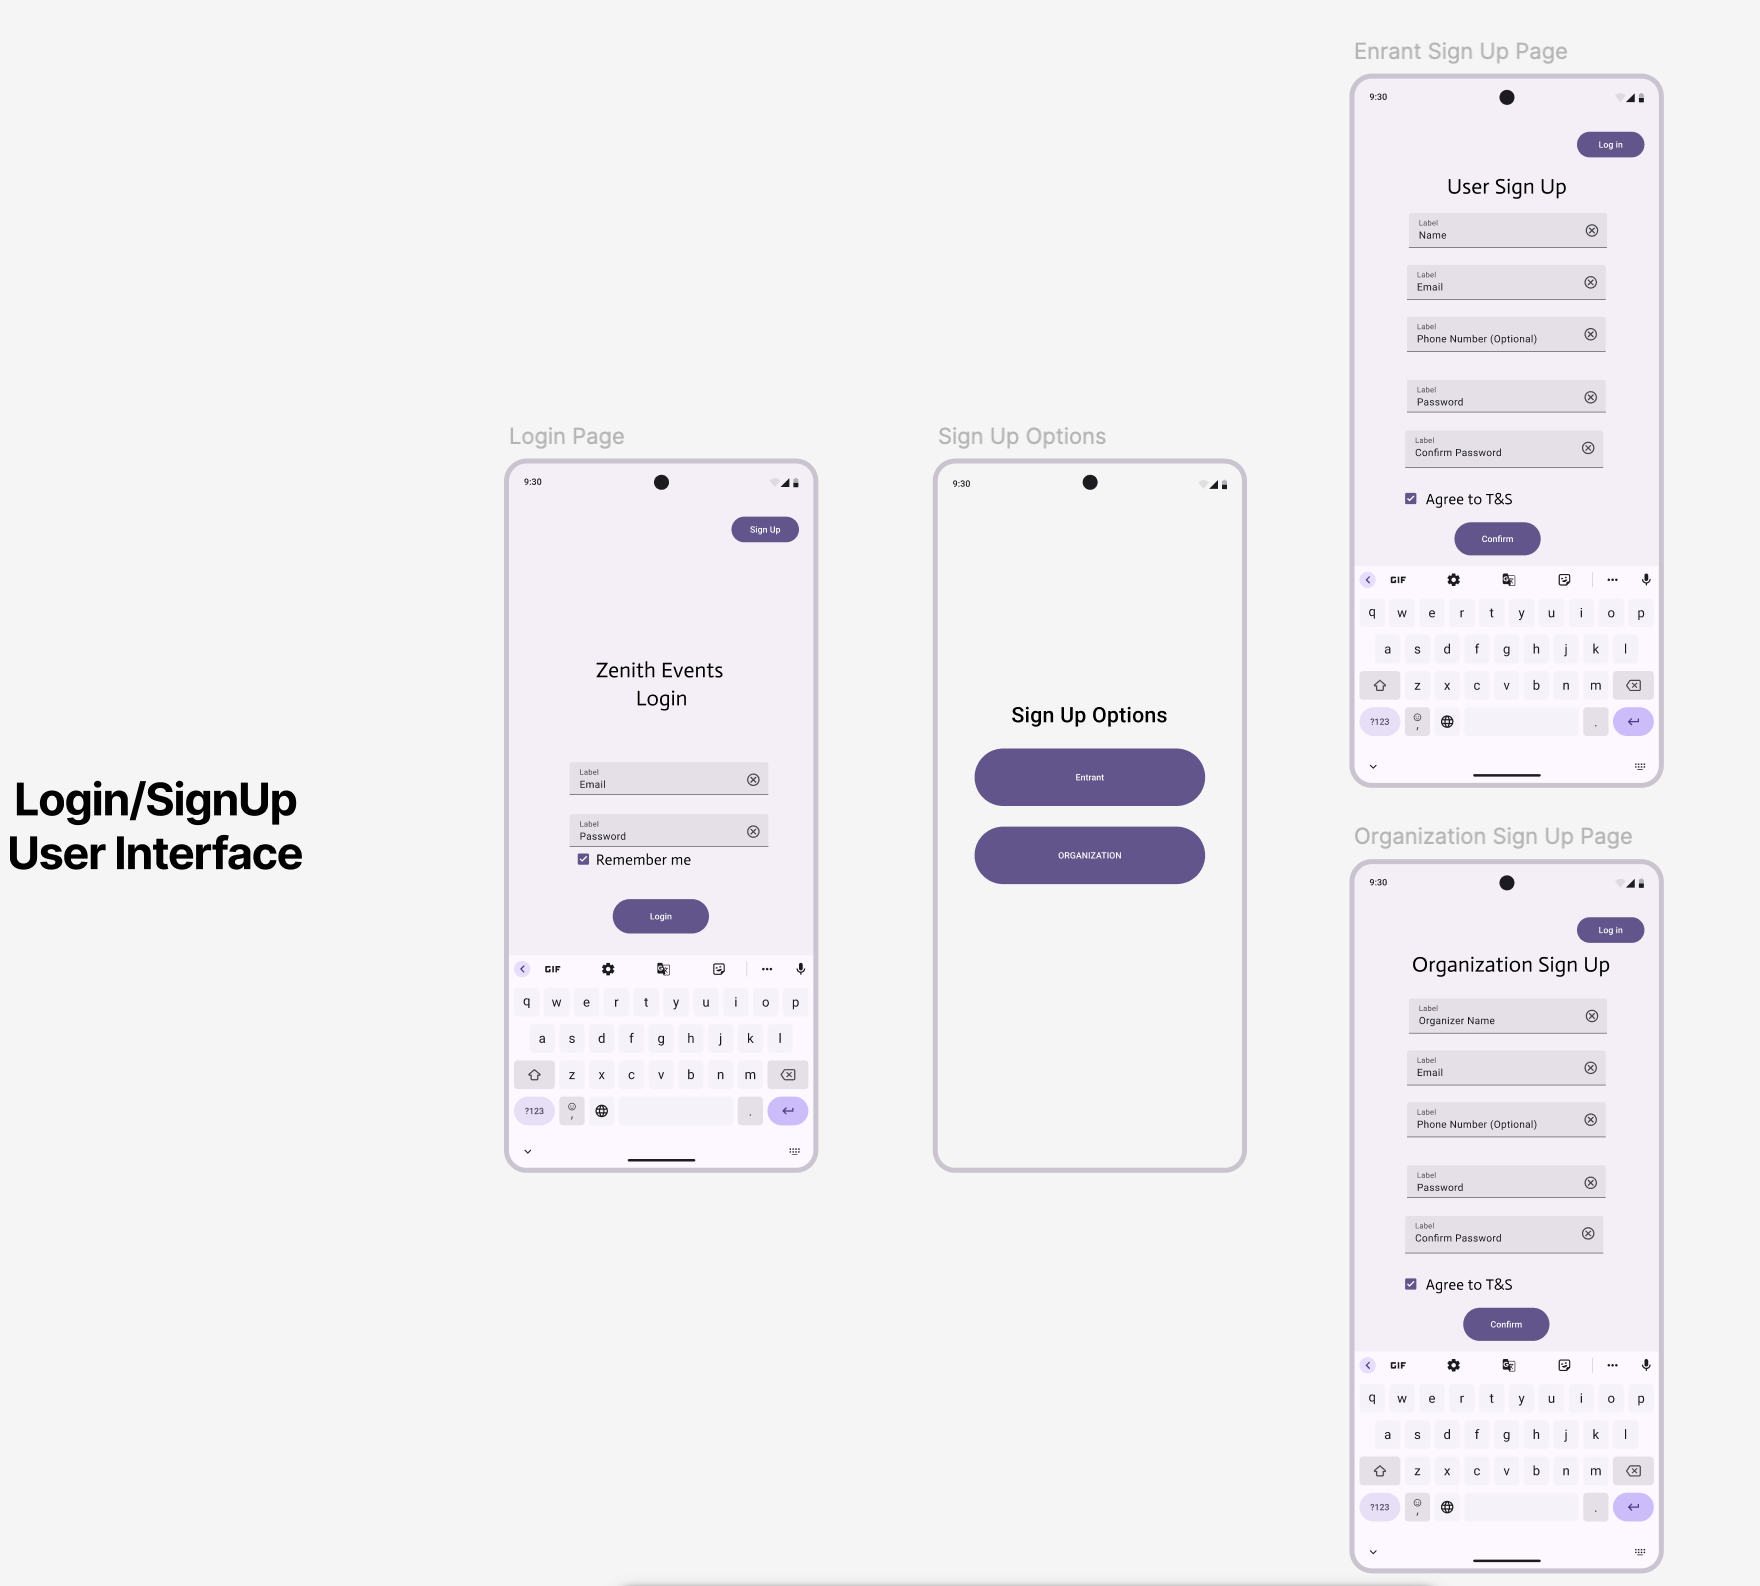 Login/SignUp
User Interface
Login Page
9:30
Sign Up
Zenith Events
Login
Label
Email
Label
Password
Remember me
Login
GIF
q w e r t y u i o p
a s d f g h j k l
z x c v b n m
?123 , .
Sign Up Options
9:30
Sign Up Options
Entrant
ORGANIZATION
Enrant Sign Up Page
9:30
Log in
User Sign Up
Label
Name
Label
Email
Label
Phone Number (Optional)
Label
Password
Label
Confirm Password
Agree to T&S
Confirm
GIF
q w e r t y u i o p
a s d f g h j k l
z x c v b n m
?123 , .
Organization Sign Up Page
9:30
Log in
Organization Sign Up
Label
Organizer Name
Label
Email
Label
Phone Number (Optional)
Label
Password
Label
Confirm Password
Agree to T&S
Confirm
GIF
q w e r t y u i o p
a s d f g h j k l
z x c v b n m
?123 , .